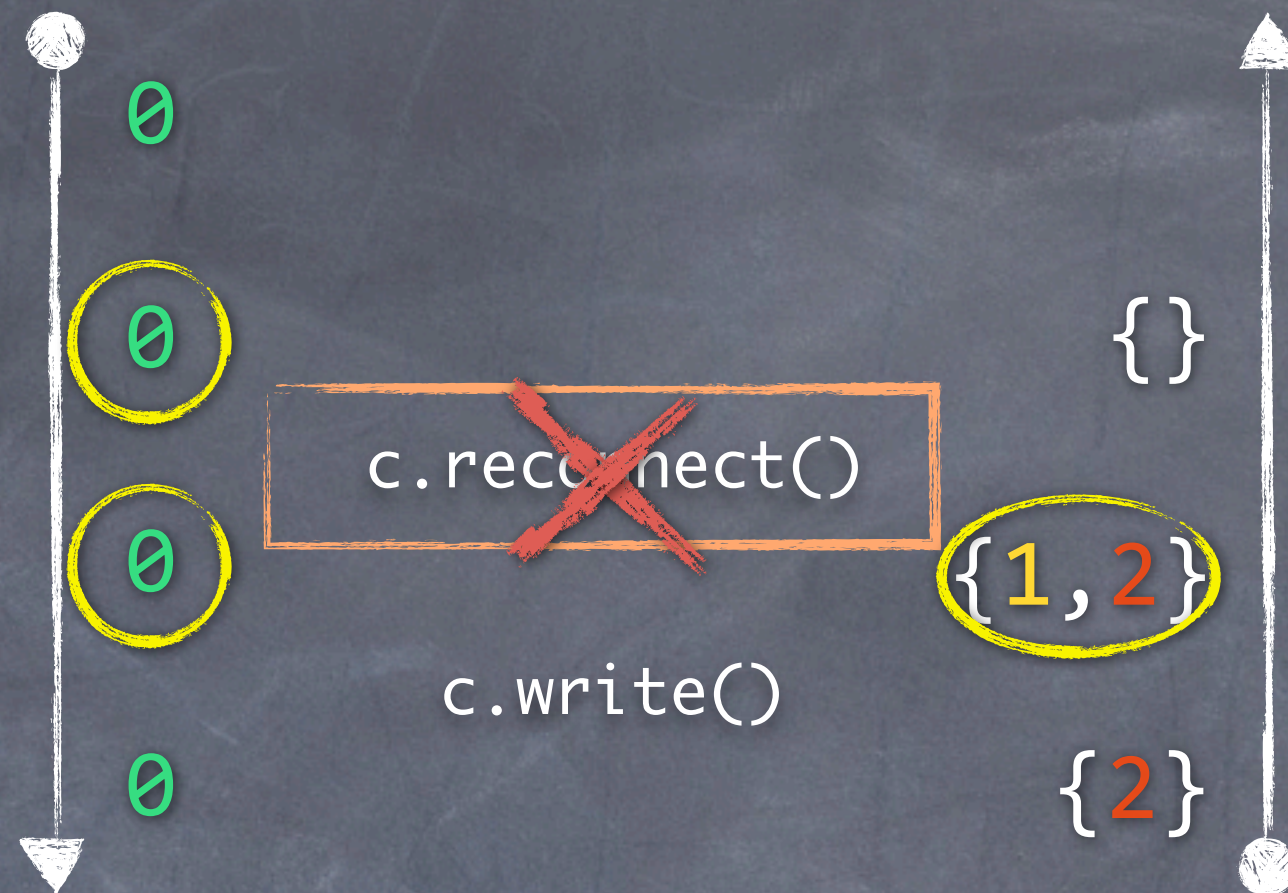 0
0 {}
c.reconnect()
0 {1,2}
c.write()
0 {2}